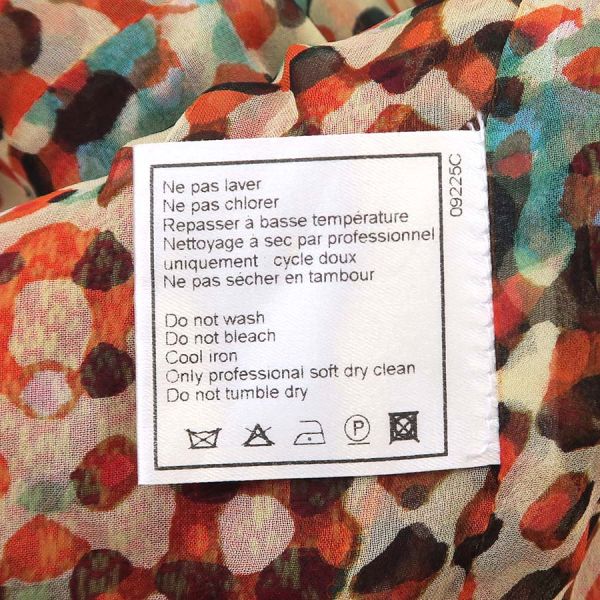 Ne pas laver
Ne pas chlorer
Repasser à basse température
Nettoyage à sec par professionnel
uniquement cycle doux
Ne pas sécher en tambour
Do not wash
Do not bleach
Cool iron
Only professional soft dry clean
Do not tumble dry
P
09225C